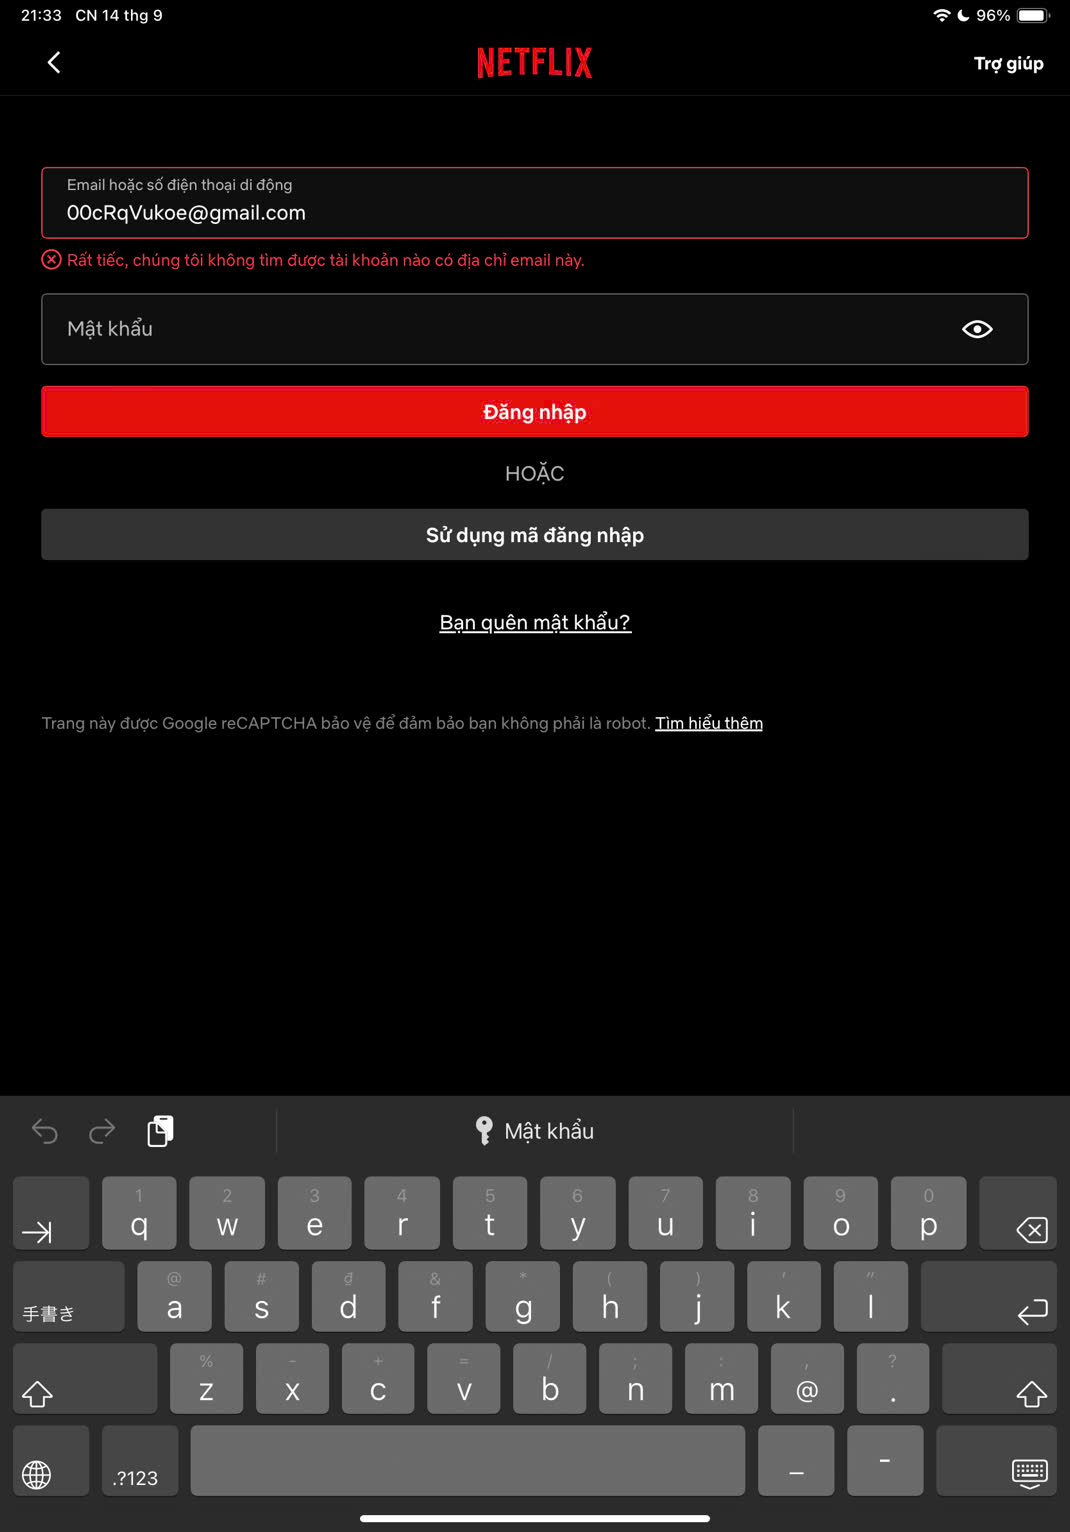 21:33 CN 14 thg 9 96%
NETFLIX
Trợ giúp
Email hoặc số điện thoại di động
00cRqVukoe@gmail.com
Rất tiếc, chúng tôi không tìm được tài khoản nào có địa chỉ email này.
Mật khẩu
Đăng nhập
HOẶC
Sử dụng mã đăng nhập
Bạn quên mật khẩu?
Trang này được Google reCAPTCHA bảo vệ để đảm bảo bạn không phải là robot. Tìm hiểu thêm
Mật khẩu
1 2 3 4 5 6 7 8 9 0
q w e r t y u i o p
@ # ₫ & * ( ) ' "
手書き a s d f g h j k l
% - + = / ; : , ?
z x c v b n m @ .
.?123 _ -